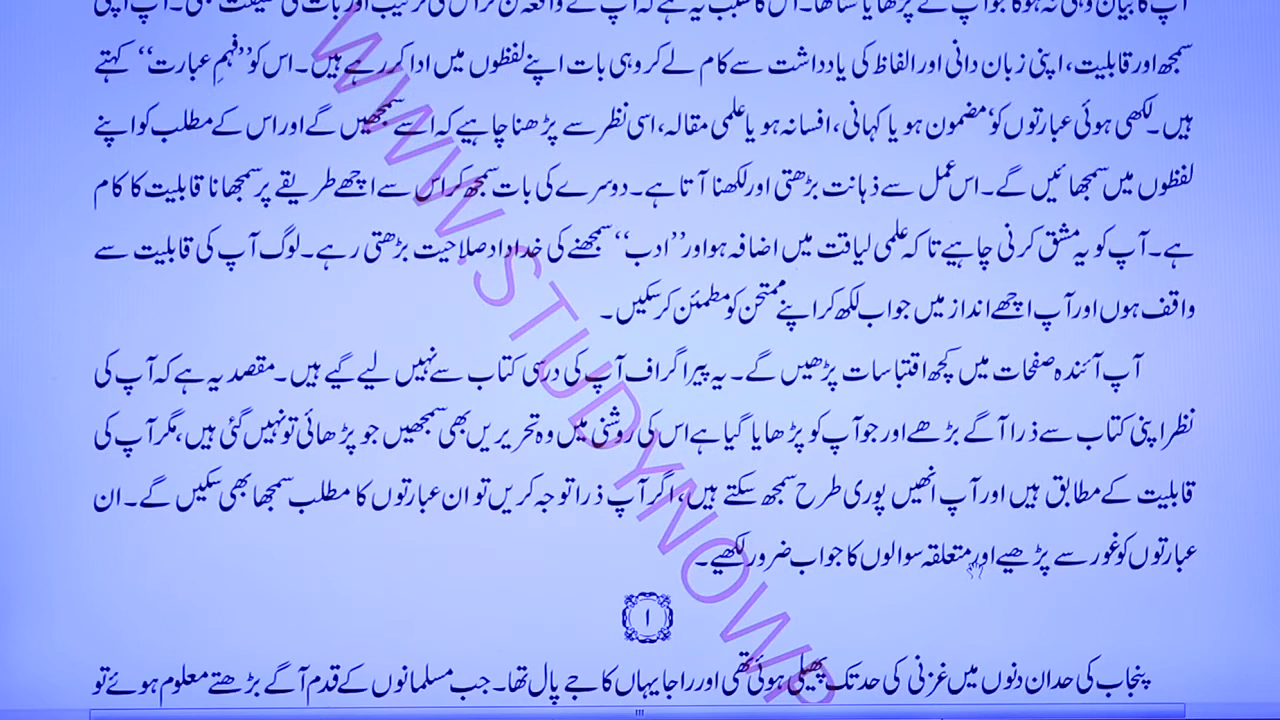 سمجھ اور قابلیت، اپنی زبان دانی اور الفاظ کی یادداشت سے کام لے کر وہی بات اپنے لفظوں میں ادا کر رہے ہیں۔ اس کو ’’فہمِ عبارت‘‘ کہتے
ہیں۔ لکھی ہوئی عبارتوں کو‘ مضمون ہو یا کہانی، افسانہ ہو یا علمی مقالہ، اسی نظر سے پڑھنا چاہیے کہ اسے سمجھیں گے اور اس کے مطلب کو اپنے
لفظوں میں سمجھائیں گے۔ اس عمل سے ذہانت بڑھتی اور لکھنا آتا ہے۔ دوسرے کی بات سمجھ کر اس سے اچھے طریقے پر سمجھانا قابلیت کا کام
ہے۔ آپ کو یہ مشق کرنی چاہیے تاکہ علمی لیاقت میں اضافہ ہو اور ’’ادب‘‘ سمجھنے کی خداداد صلاحیت بڑھتی رہے۔ لوگ آپ کی قابلیت سے
واقف ہوں اور آپ اچھے انداز میں جواب لکھ کر اپنے ممتحن کو مطمئن کر سکیں۔
آپ آئندہ صفحات میں کچھ اقتباسات پڑھیں گے۔ یہ پیراگراف آپ کی درسی کتاب سے نہیں لیے گیے ہیں۔ مقصد یہ ہے کہ آپ کی
نظر اپنی کتاب سے ذرا آگے بڑھے اور جو آپ کو پڑھایا گیا ہے اس کی روشنی میں وہ تحریریں بھی سمجھیں جو پڑھائی تو نہیں گئی ہیں، مگر آپ کی
قابلیت کے مطابق ہیں اور آپ انھیں پوری طرح سمجھ سکتے ہیں، اگر آپ ذرا توجہ کریں تو ان عبارتوں کا مطلب سمجھا بھی سکیں گے۔ ان
عبارتوں کو غور سے پڑھیے اور متعلقہ سوالوں کا جواب ضرور لکھیے۔
۱
پنجاب کی حد ان دنوں میں غزنی کی حد تک پھیلی ہوئی تھی اور راجا یہاں کا جے پال تھا۔ جب مسلمانوں کے قدم آگے بڑھتے معلوم ہوئے تو
WWW.STUDYNOW